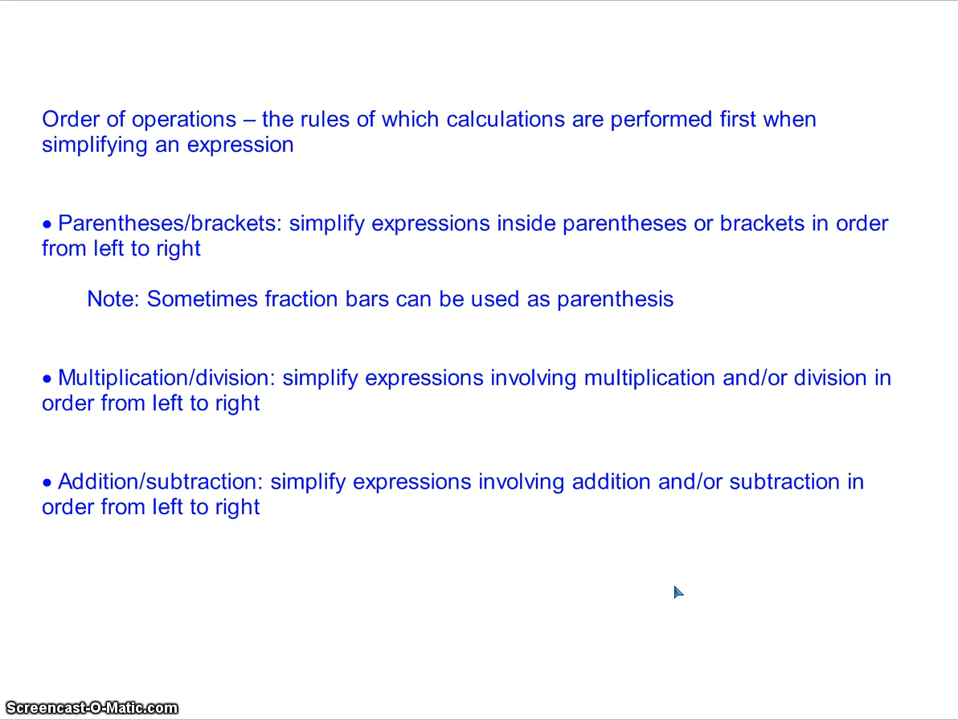 Order of operations – the rules of which calculations are performed first when
simplifying an expression
• Parentheses/brackets: simplify expressions inside parentheses or brackets in order
from left to right
Note: Sometimes fraction bars can be used as parenthesis
• Multiplication/division: simplify expressions involving multiplication and/or division in
order from left to right
• Addition/subtraction: simplify expressions involving addition and/or subtraction in
order from left to right
Screencast-O-Matic.com